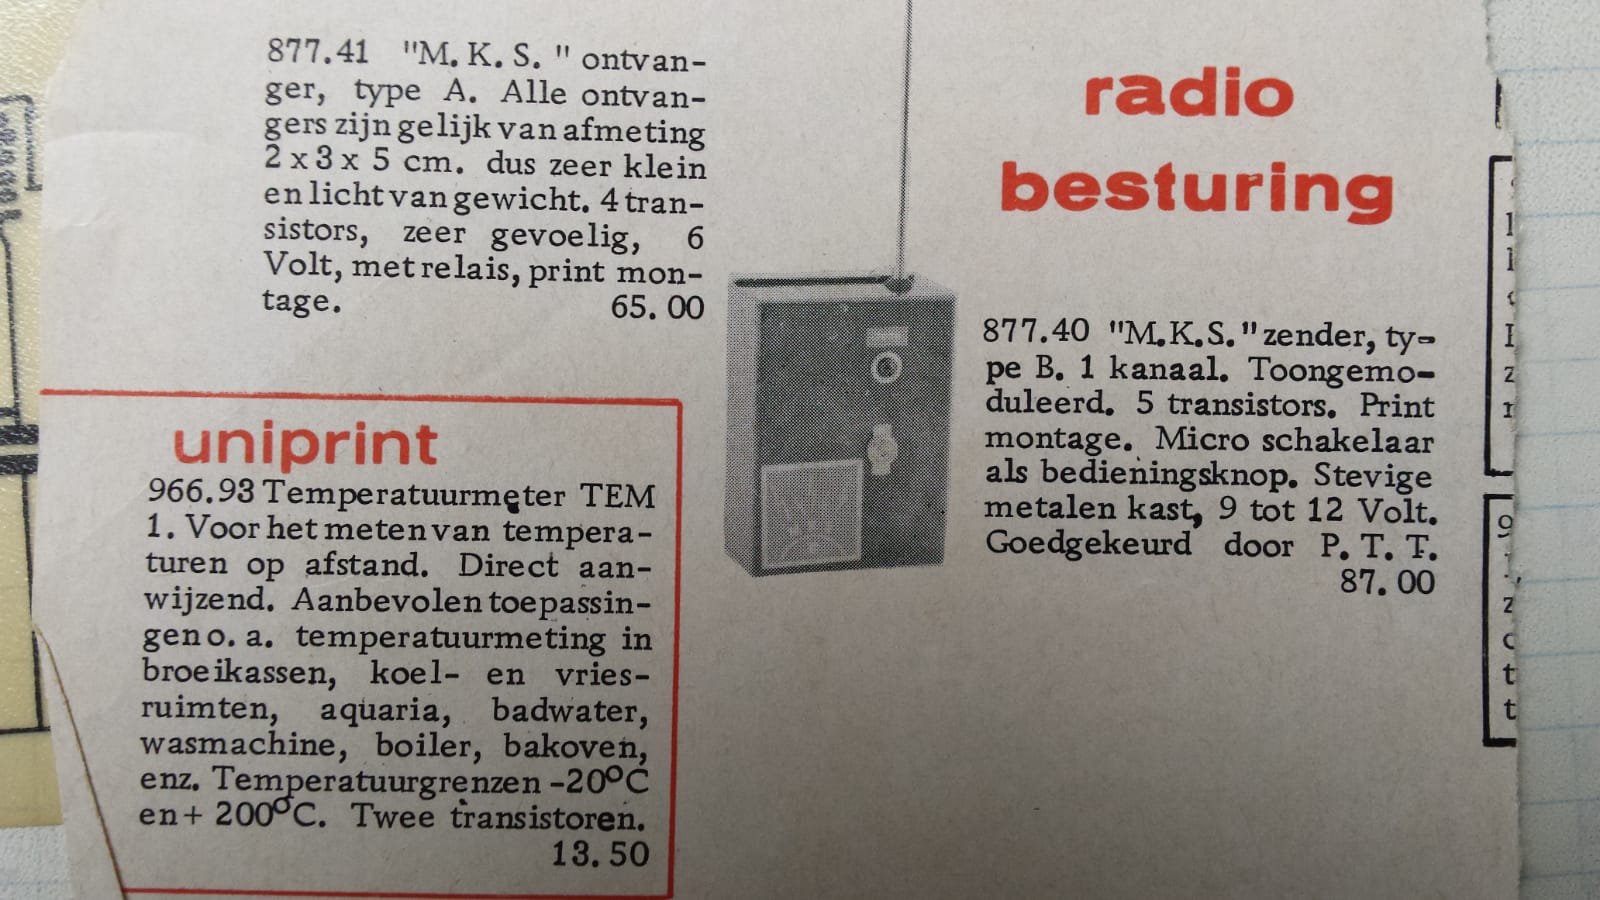 877.41 "M. K. S. " ontvan-
ger, type A. Alle ontvan-
gers zijn gelijk van afmeting
2 x 3 x 5 cm. dus zeer klein
en licht van gewicht. 4 tran-
sistors, zeer gevoelig, 6
Volt, met relais, print mon-
tage. 65.00
radio
besturing
877.40 "M.K.S." zender, ty-
pe B. 1 kanaal. Toongemo-
duleerd. 5 transistors. Print
montage. Micro schakelaar
als bedieningsknop. Stevige
metalen kast, 9 tot 12 Volt.
Goedgekeurd door P. T. T.
87.00
uniprint
966.93 Temperatuurmeter TEM
1. Voor het meten van tempera-
turen op afstand. Direct aan-
wijzend. Aanbevolen toepassin-
gen o. a. temperatuurmeting in
broeikassen, koel- en vries-
ruimten, aquaria, badwater,
wasmachine, boiler, bakoven,
enz. Temperatuurgrenzen -20°C
en + 200°C. Twee transistoren.
13.50